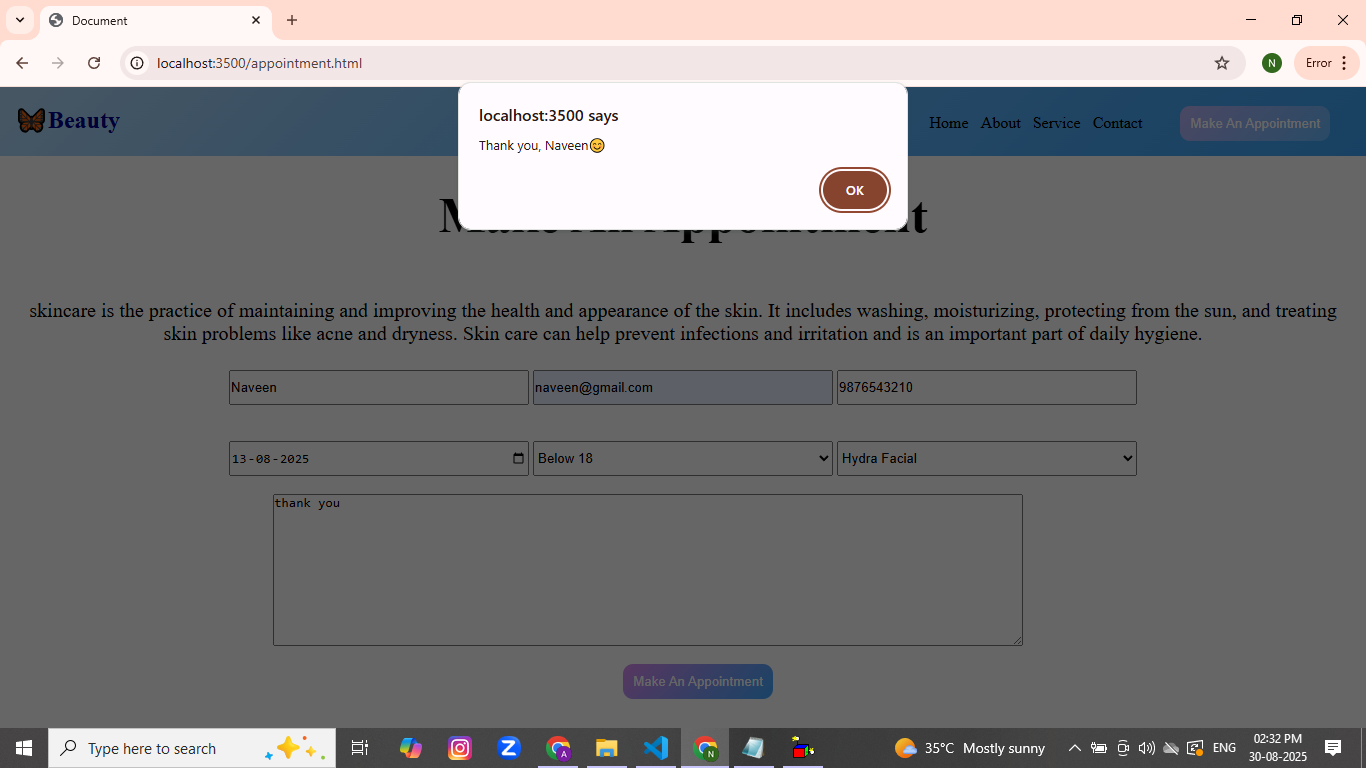 Document
localhost:3500/appointment.html
N
Error
Beauty
Home About Service Contact Make An Appointment
localhost:3500 says
Thank you, Naveen😊
OK
skincare is the practice of maintaining and improving the health and appearance of the skin. It includes washing, moisturizing, protecting from the sun, and treating
skin problems like acne and dryness. Skin care can help prevent infections and irritation and is an important part of daily hygiene.
Naveen naveen@gmail.com 9876543210
13-08-2025 Below 18 Hydra Facial
thank you
Make An Appointment
Type here to search
A
N
35°C Mostly sunny
ENG
02:32 PM
30-08-2025